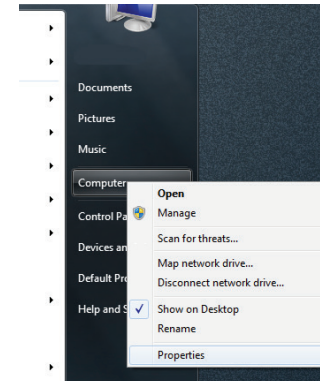 Documents
Pictures
Music
Computer
Open
Manage
Control Pa
Scan for threats...
Devices an
Map network drive...
Disconnect network drive...
Default Pro
Show on Desktop
Help and S
Rename
Properties